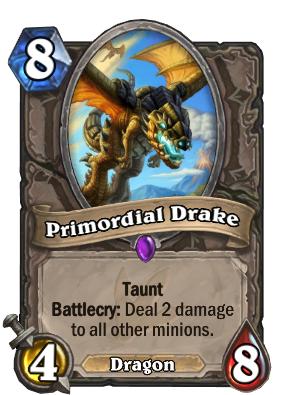 8
Primordial Drake
Taunt
Battlecry: Deal 2 damage
to all other minions.
4
Dragon
8